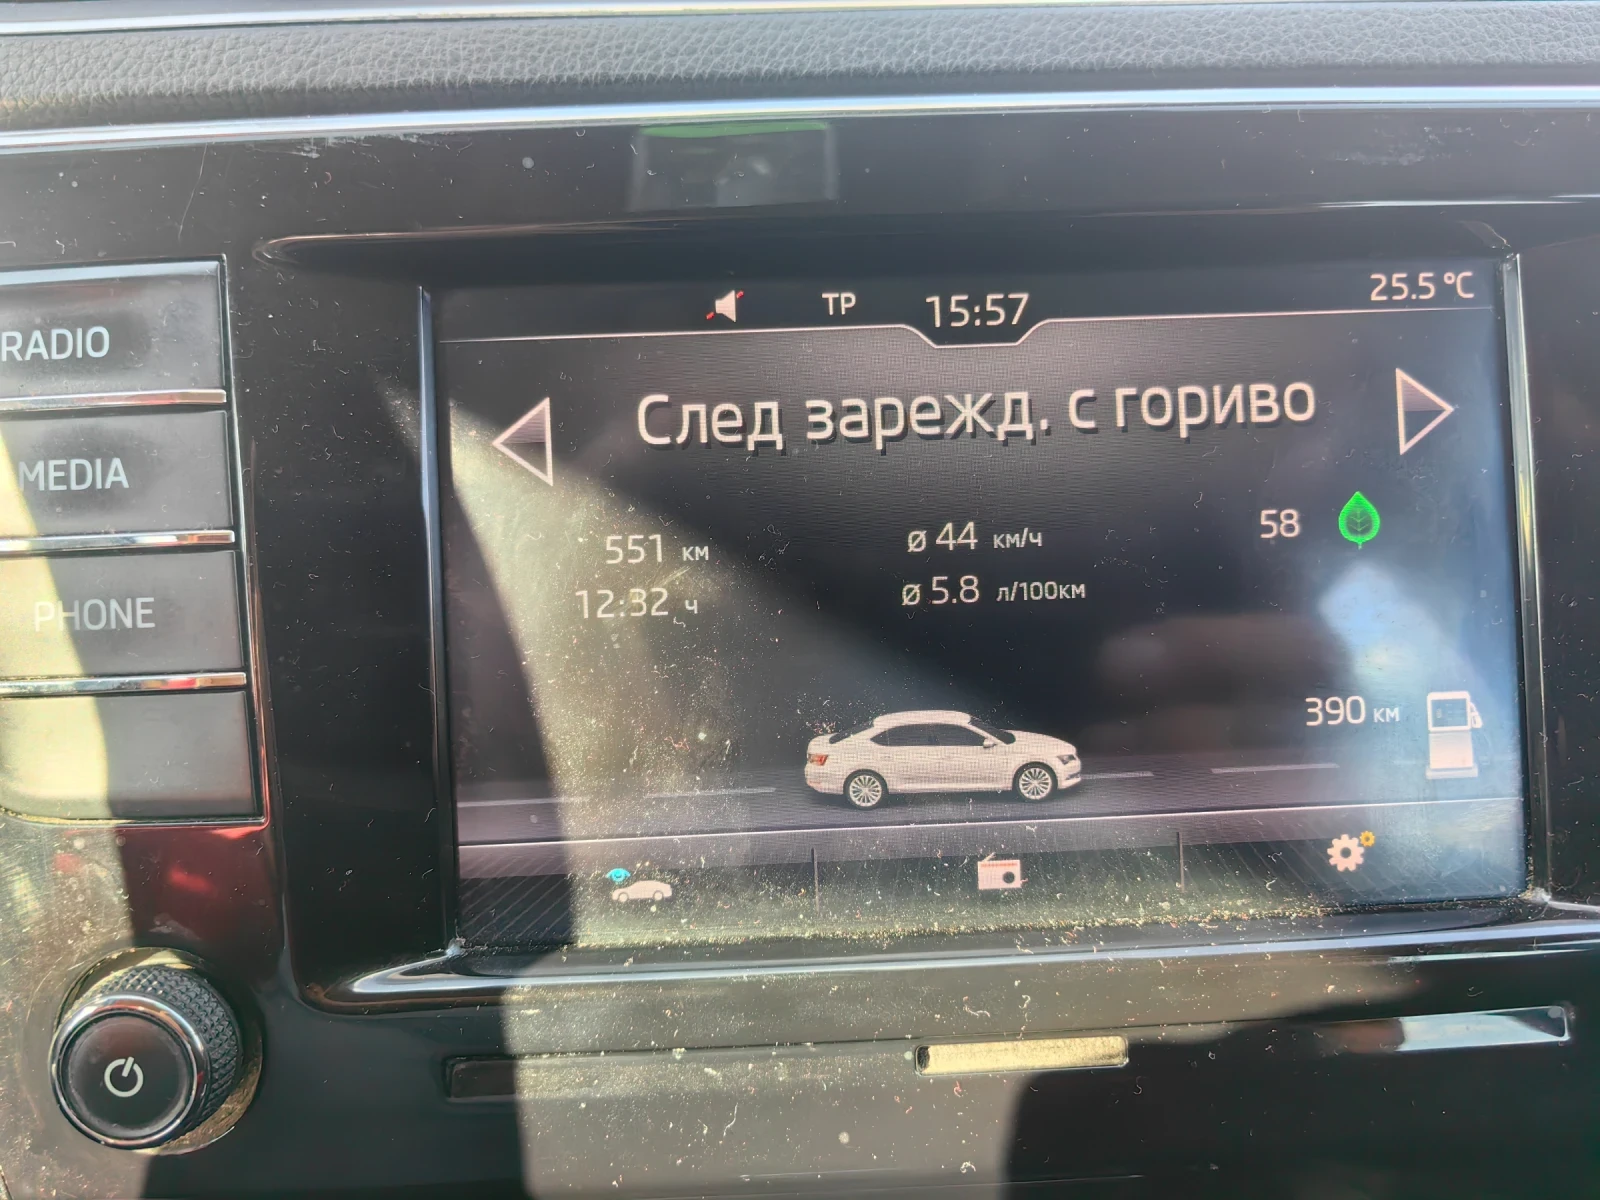 TP 15:57 25.5 °C
RADIO
MEDIA
PHONE
След зарежд. с гориво
551 км
12:32 ч
ø 44 км/ч
ø 5.8 л/100км
58
390 км